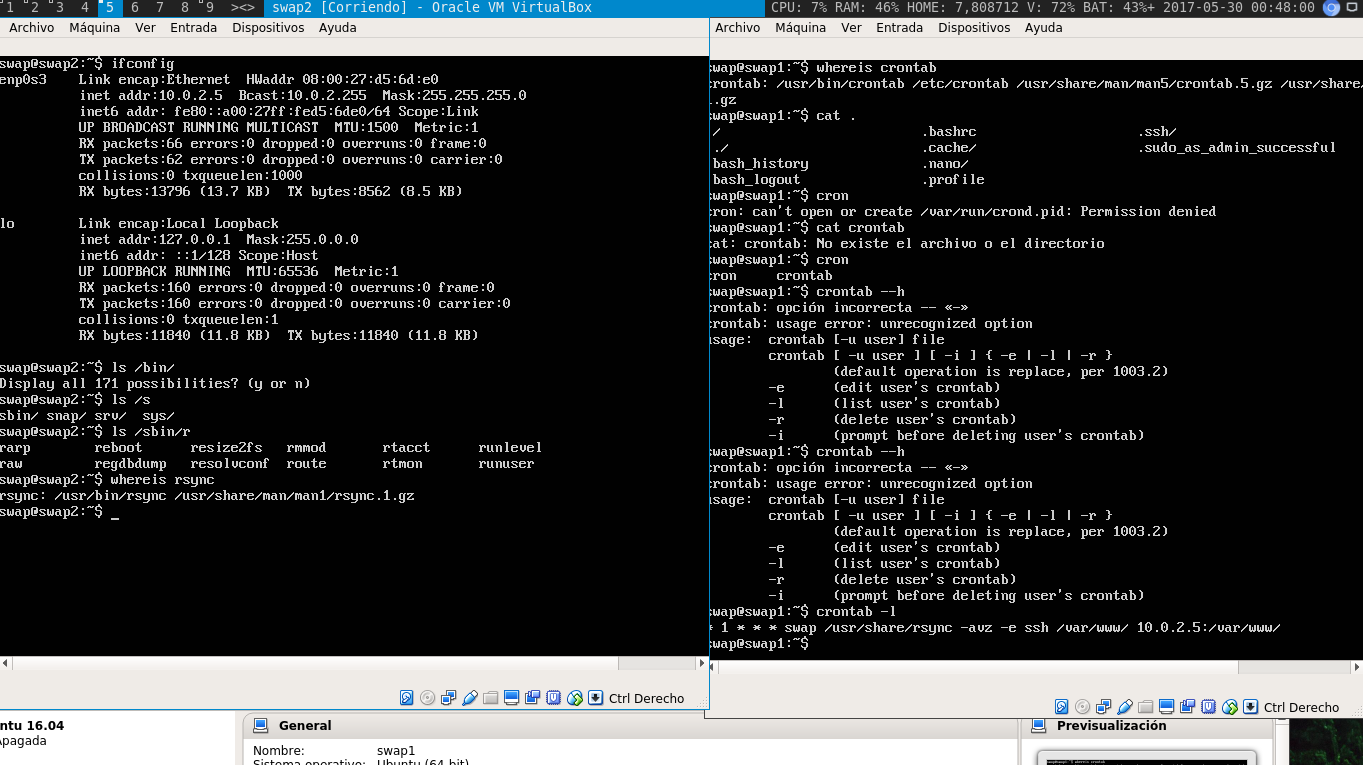 1 2 3 4 5 6 7 8 9 ><> swap2 [Corriendo] - Oracle VM VirtualBox CPU: 7% RAM: 46% HOME: 7,808712 V: 72% BAT: 43%+ 2017-05-30 00:48:00
Archivo Máquina Ver Entrada Dispositivos Ayuda
swap@swap2:~$ ifconfig
enp0s3 Link encap:Ethernet HWaddr 08:00:27:d5:6d:e0
inet addr:10.0.2.5 Bcast:10.0.2.255 Mask:255.255.255.0
inet6 addr: fe80::a00:27ff:fed5:6de0/64 Scope:Link
UP BROADCAST RUNNING MULTICAST MTU:1500 Metric:1
RX packets:66 errors:0 dropped:0 overruns:0 frame:0
TX packets:62 errors:0 dropped:0 overruns:0 carrier:0
collisions:0 txqueuelen:1000
RX bytes:13796 (13.7 KB) TX bytes:8562 (8.5 KB)
lo Link encap:Local Loopback
inet addr:127.0.0.1 Mask:255.0.0.0
inet6 addr: ::1/128 Scope:Host
UP LOOPBACK RUNNING MTU:65536 Metric:1
RX packets:160 errors:0 dropped:0 overruns:0 frame:0
TX packets:160 errors:0 dropped:0 overruns:0 carrier:0
collisions:0 txqueuelen:1
RX bytes:11840 (11.8 KB) TX bytes:11840 (11.8 KB)
swap@swap2:~$ ls /bin/
Display all 171 possibilities? (y or n)
swap@swap2:~$ ls /s
sbin/ snap/ srv/ sys/
swap@swap2:~$ ls /sbin/r
rarp reboot resize2fs rmmod rtacct runlevel
raw regdbdump resolvconf route rtmon runuser
swap@swap2:~$ whereis rsync
rsync: /usr/bin/rsync /usr/share/man/man1/rsync.1.gz
swap@swap2:~$ _
Ctrl Derecho
Archivo Máquina Ver Entrada Dispositivos Ayuda
swap@swap1:~$ whereis crontab
crontab: /usr/bin/crontab /etc/crontab /usr/share/man/man5/crontab.5.gz /usr/share/
.gz
swap@swap1:~$ cat .
/ .bashrc .ssh/
./ .cache/ .sudo_as_admin_successful
bash_history .nano/
bash_logout .profile
swap@swap1:~$ cron
cron: can't open or create /var/run/crond.pid: Permission denied
swap@swap1:~$ cat crontab
cat: crontab: No existe el archivo o el directorio
swap@swap1:~$ cron
cron crontab
swap@swap1:~$ crontab --h
crontab: opción incorrecta -- «-»
crontab: usage error: unrecognized option
usage: crontab [-u user] file
crontab [ -u user ] [ -i ] { -e | -l | -r }
(default operation is replace, per 1003.2)
-e (edit user's crontab)
-l (list user's crontab)
-r (delete user's crontab)
-i (prompt before deleting user's crontab)
swap@swap1:~$ crontab --h
crontab: opción incorrecta -- «-»
crontab: usage error: unrecognized option
usage: crontab [-u user] file
crontab [ -u user ] [ -i ] { -e | -l | -r }
(default operation is replace, per 1003.2)
-e (edit user's crontab)
-l (list user's crontab)
-r (delete user's crontab)
-i (prompt before deleting user's crontab)
swap@swap1:~$ crontab -l
* 1 * * * swap /usr/share/rsync -avz -e ssh /var/www/ 10.0.2.5:/var/www/
swap@swap1:~$
Ctrl Derecho
ntu 16.04
Apagada
General
Nombre: swap1
Sistema operativo: Ubuntu (64-bit)
Previsualización